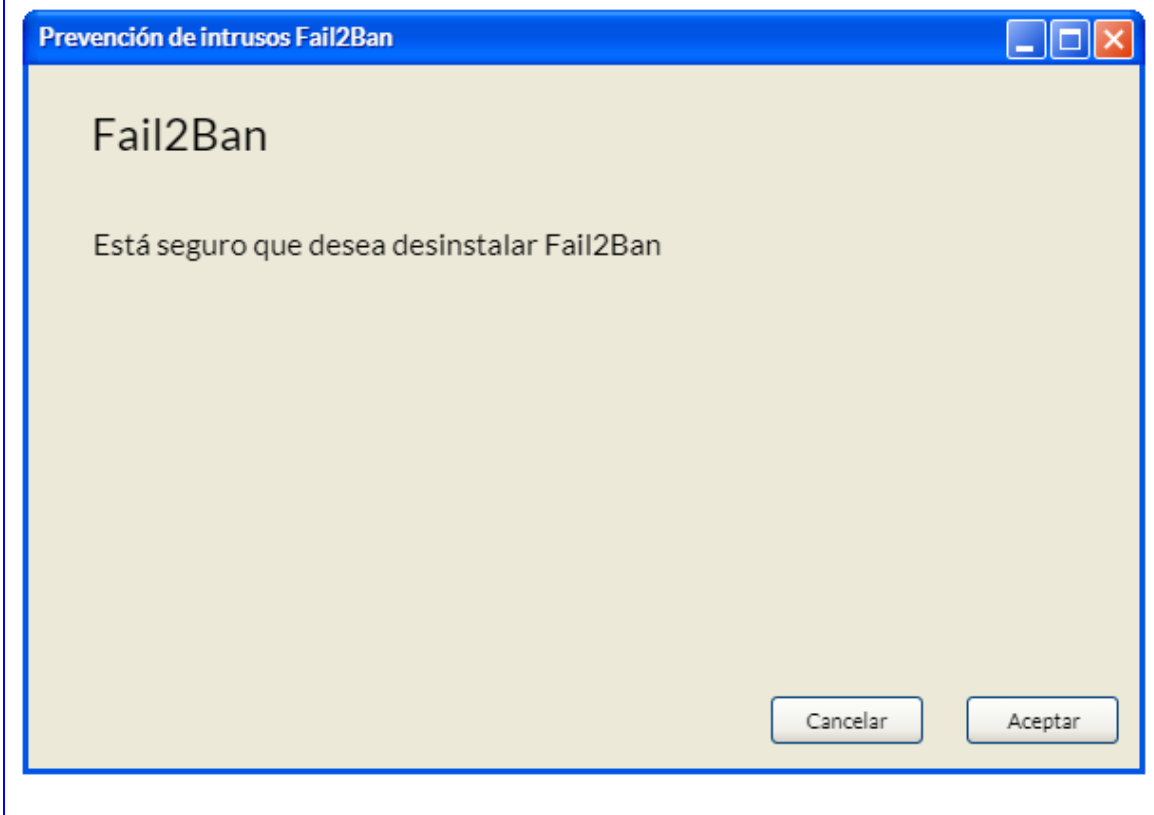 Prevención de intrusos Fail2Ban
Fail2Ban
Está seguro que desea desinstalar Fail2Ban
Cancelar
Aceptar